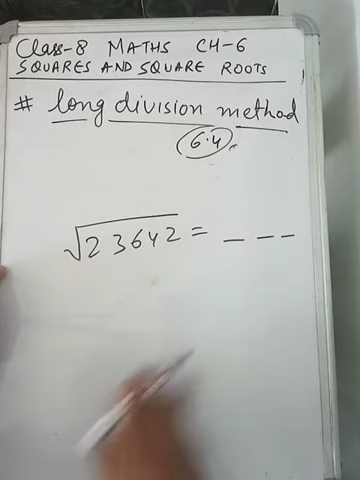 Class-8 MATHS CH-6
SQUARES AND SQUARE ROOTS
# long division method
6.4
√23642 = _ _ _